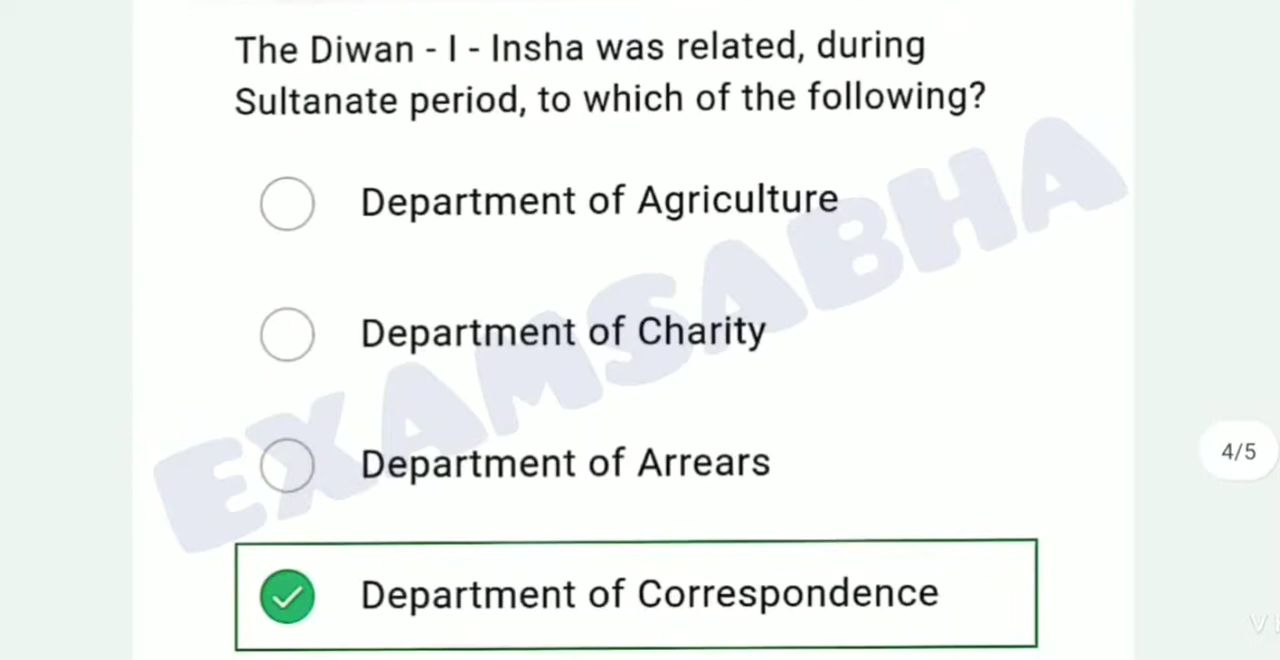 The Diwan - I - Insha was related, during
Sultanate period, to which of the following?
Department of Agriculture
Department of Charity
Department of Arrears
Department of Correspondence
EXAMSABHA
4/5